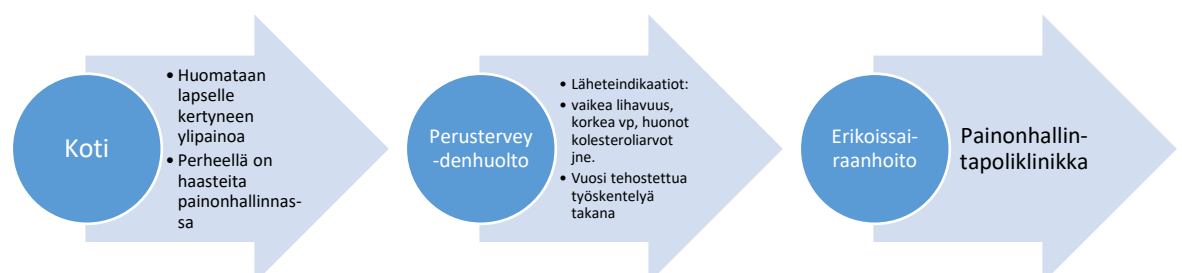 Koti
• Huomataan
lapselle
kertyneen
ylipainoa
• Perheellä on
haasteita
painonhallinnas-
sa
Perustervey
-denhuolto
• Läheteindikaatiot:
• vaikea lihavuus,
korkea vp, huonot
kolesteroliarvot
jne.
• Vuosi tehostettua
työskentelyä
takana
Erikoissai-
raanhoito
Painonhallin-
tapoliklinikka